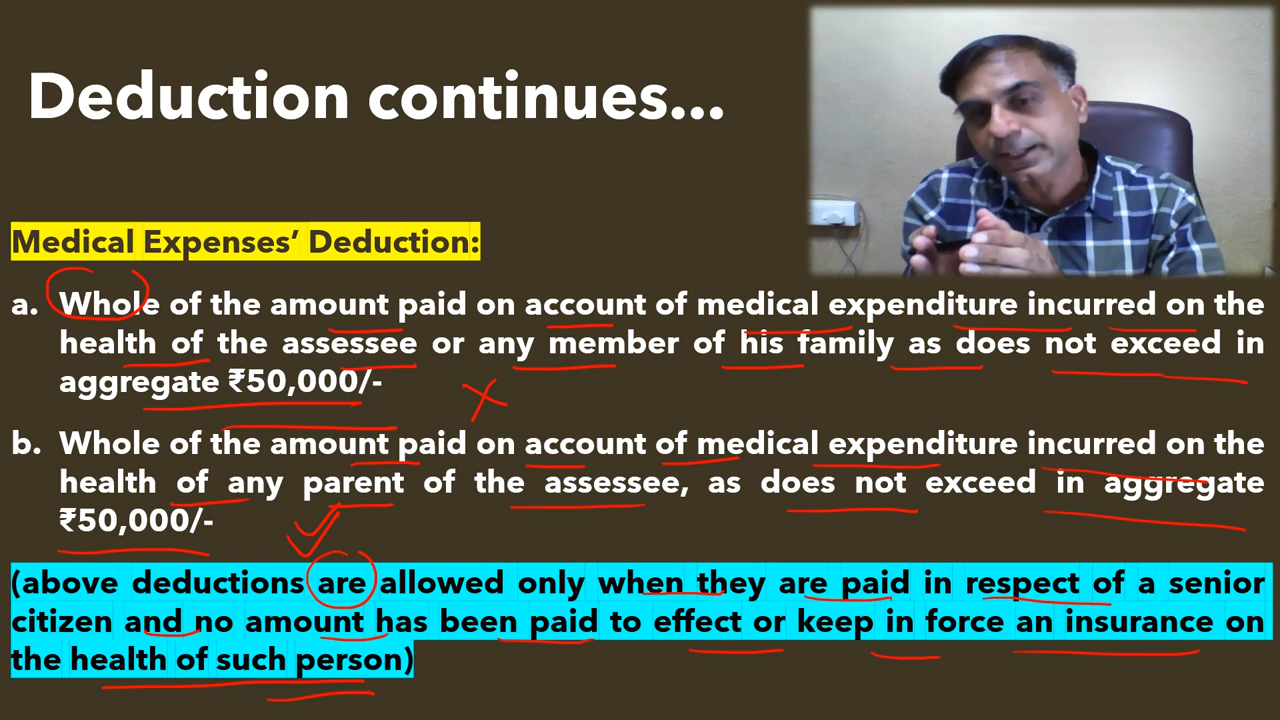 Deduction continues...
Medical Expenses’ Deduction:
a. Whole of the amount paid on account of medical expenditure incurred on the
health of the assessee or any member of his family as does not exceed in
aggregate ₹50,000/-
b. Whole of the amount paid on account of medical expenditure incurred on the
health of any parent of the assessee, as does not exceed in aggregate
₹50,000/-
(above deductions are allowed only when they are paid in respect of a senior
citizen and no amount has been paid to effect or keep in force an insurance on
the health of such person)